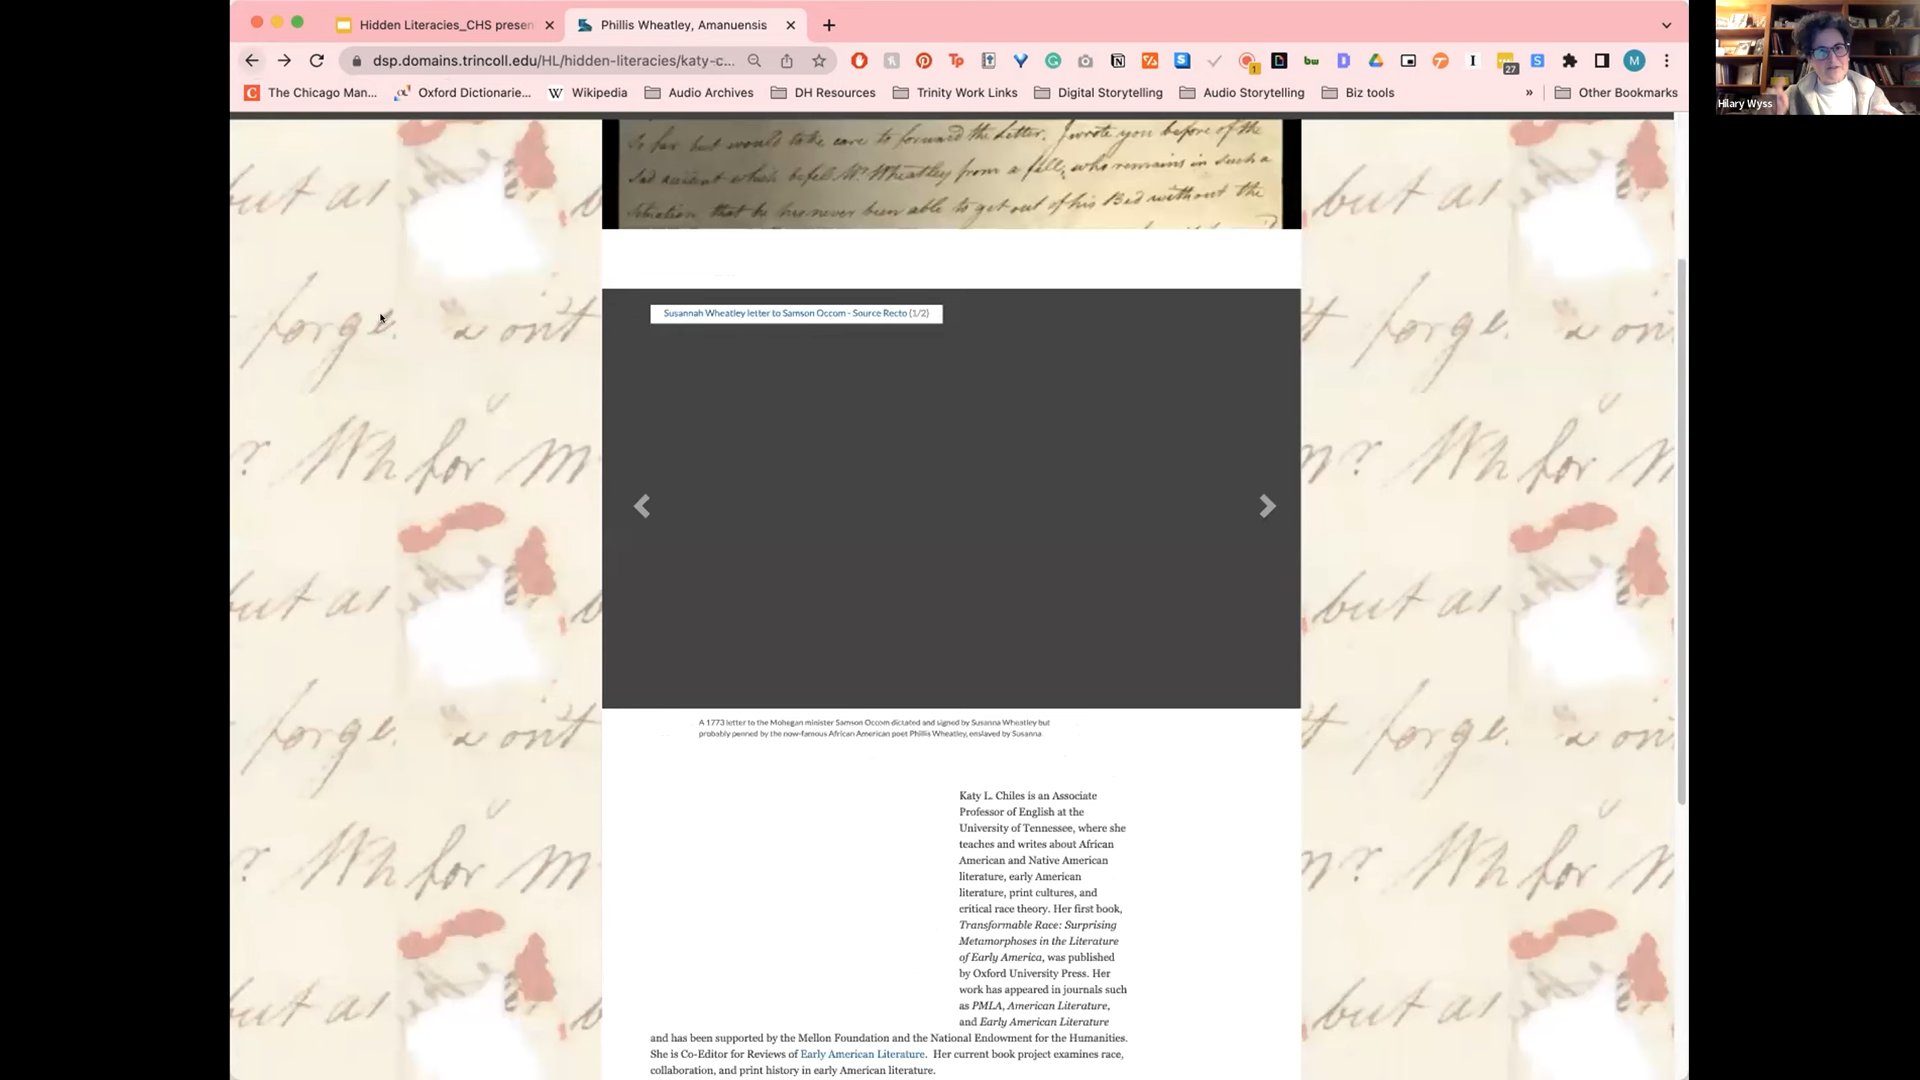 Hidden Literacies_CHS presen
Phillis Wheatley, Amanuensis
dsp.domains.trincoll.edu/HL/hidden-literacies/katy-c...
1
27
M
The Chicago Man...
Oxford Dictionarie...
Wikipedia
Audio Archives
DH Resources
Trinity Work Links
Digital Storytelling
Audio Storytelling
Biz tools
»
Other Bookmarks
Hilary Wyss
So far but would take care to forward the Letter. I wrote you before of the
sad accident which befel Mr. Wheatley from a fall, who remains in such a
situation that he has never been able to get out of his Bed without the
but as
forge.
Wh for m
Susannah Wheatley letter to Samson Occom - Source Recto (1/2)
A 1773 letter to the Mohegan minister Samson Occom dictated and signed by Susanna Wheatley but
probably penned by the now-famous African American poet Phillis Wheatley, enslaved by Susanna.
Katy L. Chiles is an Associate
Professor of English at the
University of Tennessee, where she
teaches and writes about African
American and Native American
literature, early American
literature, print cultures, and
critical race theory. Her first book,
Transformable Race: Surprising
Metamorphoses in the Literature
of Early America, was published
by Oxford University Press. Her
work has appeared in journals such
as PMLA, American Literature,
and Early American Literature
and has been supported by the Mellon Foundation and the National Endowment for the Humanities.
She is Co-Editor for Reviews of Early American Literature. Her current book project examines race,
collaboration, and print history in early American literature.